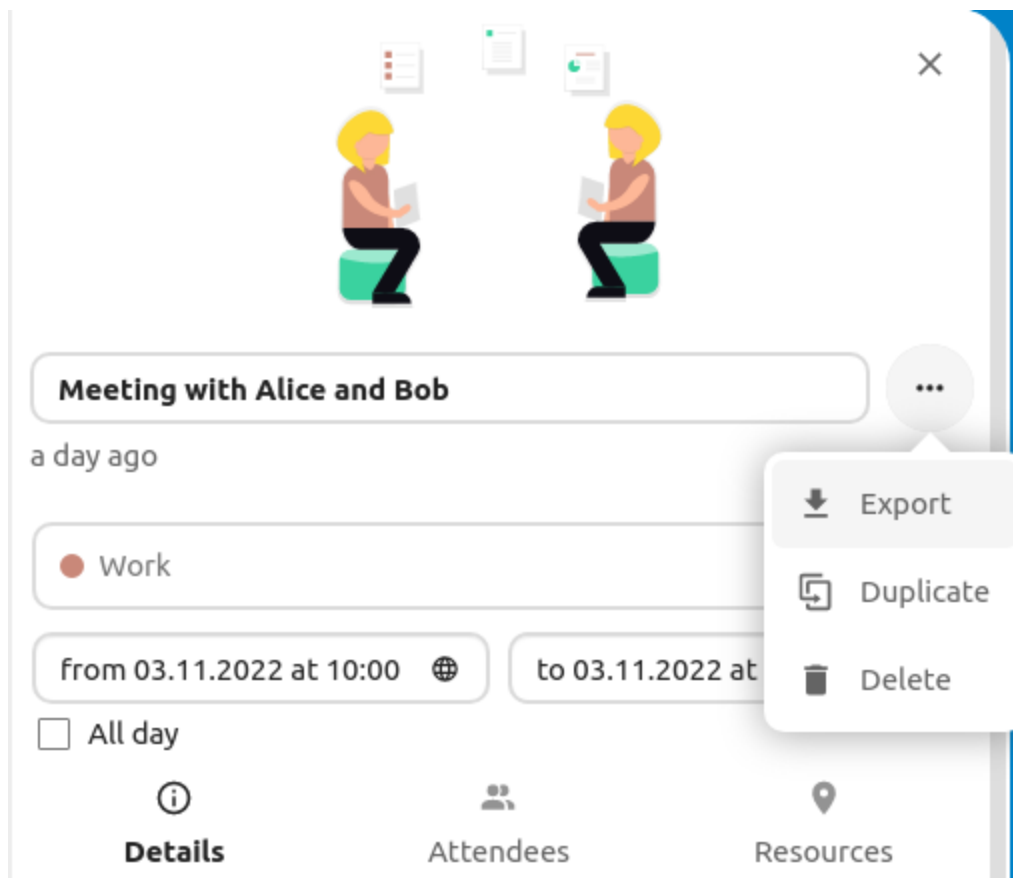 Meeting with Alice and Bob
a day ago
Export
Work
Duplicate
from 03.11.2022 at 10:00
to 03.11.2022 at
Delete
All day
Details
Attendees
Resources